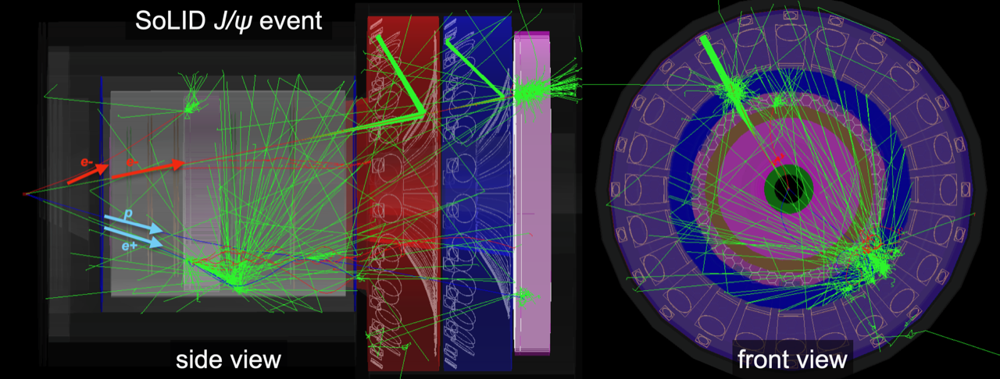 SoLID J/ψ event
e-
e-
p
e+
side view
front view